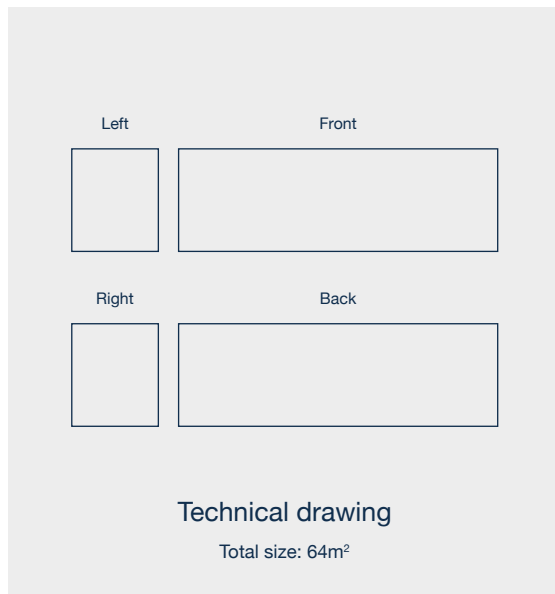 Left
Front
Right
Back
Technical drawing
Total size: 64m²